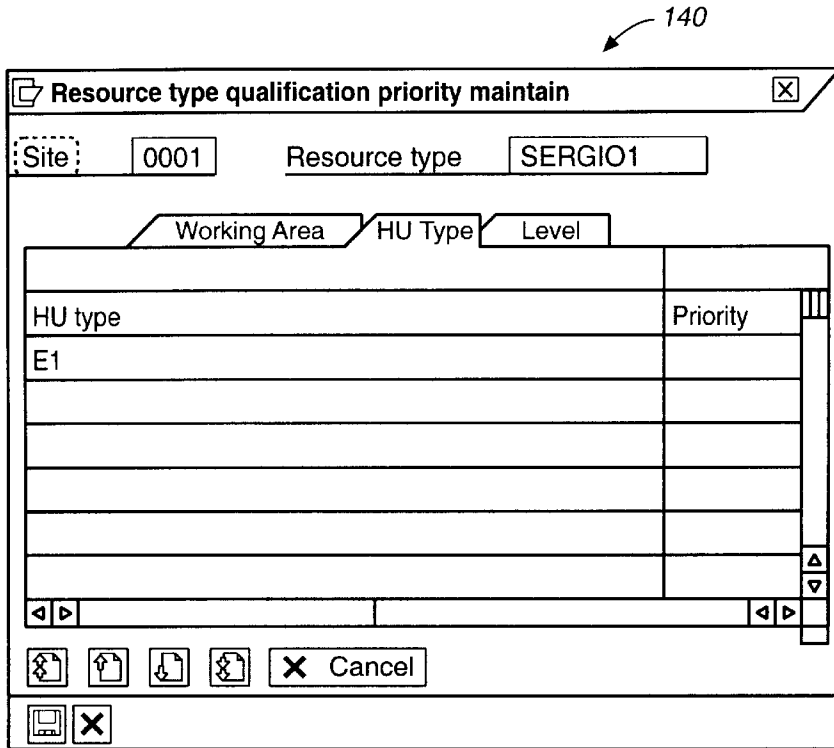 140
Resource type qualification priority maintain
Site 0001 Resource type SERGIO1
Working Area HU Type Level
HU type Priority
E1
Cancel